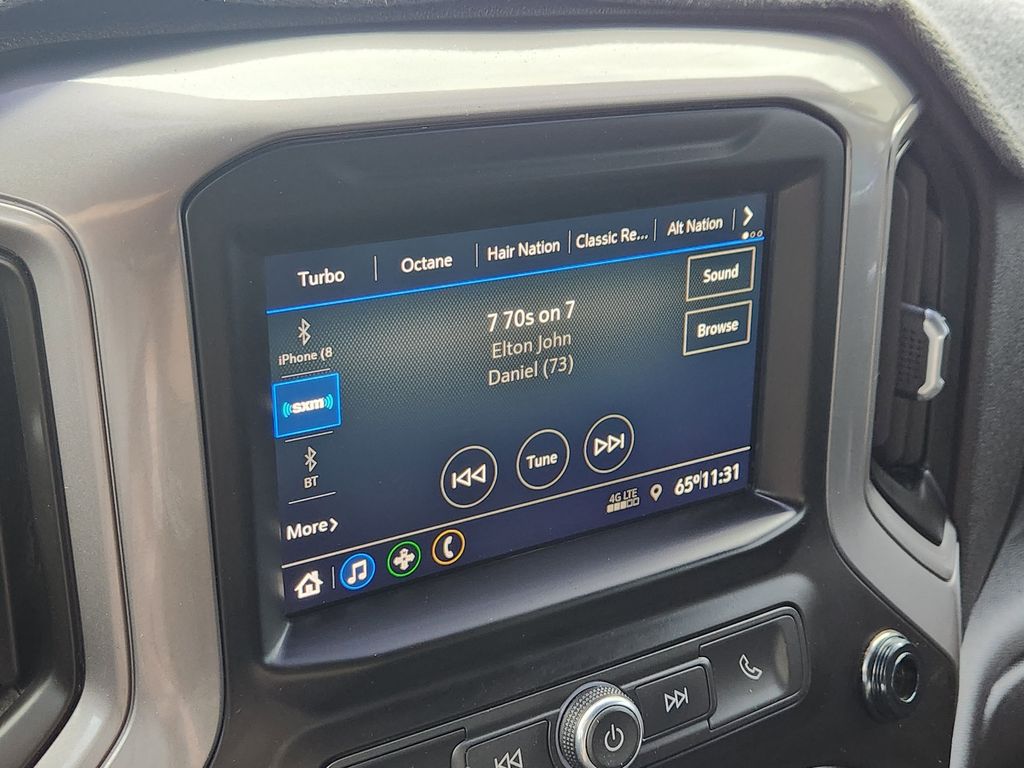 Turbo Octane Hair Nation Classic Re... Alt Nation
iPhone (8
7 70s on 7
Elton John
Daniel (73)
Sound
Browse
((sxm))
BT
Tune
More
4G LTE
65° 11:31